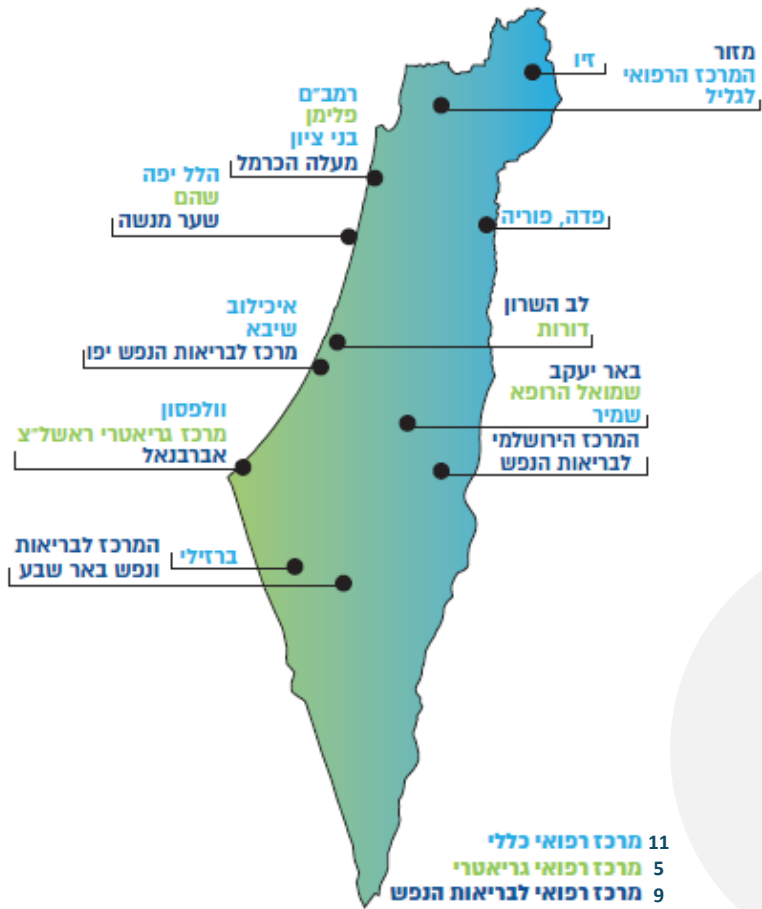 מזור
המרכז הרפואי
לגליל
זיו
רמב״ם
פלימן
בני ציון
מעלה הכרמל
הלל יפה
שהם
שער מנשה
פדה, פוריה
לב השרון
דורות
איכילוב
שיבא
מרכז לבריאות הנפש יפו
באר יעקב
שמואל הרופא
שמיר
וולפסון
מרכז גריאטרי ראשל״צ
אברבנאל
המרכז הירושלמי
לבריאות הנפש
ברזילי
המרכז לבריאות
ונפש באר שבע
11 מרכז רפואי כללי
5 מרכז רפואי גריאטרי
9 מרכז רפואי לבריאות הנפש